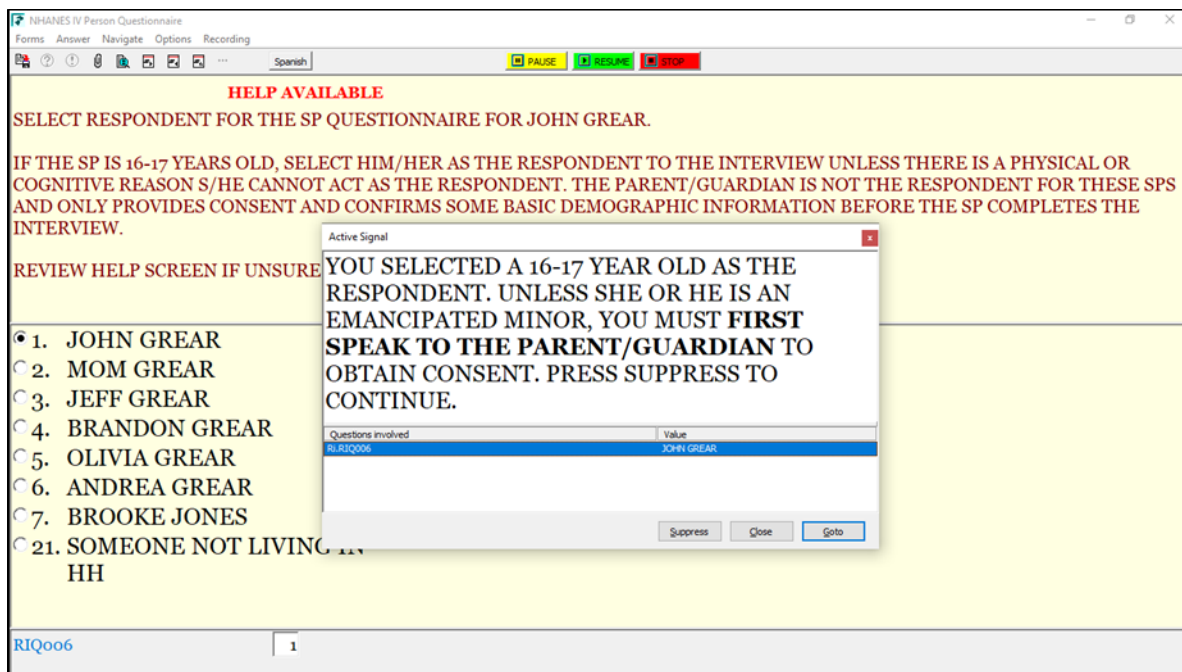 NHANES IV Person Questionnaire
Forms Answer Navigate Options Recording
Spanish
PAUSE
RESUME
STOP
HELP AVAILABLE
SELECT RESPONDENT FOR THE SP QUESTIONNAIRE FOR JOHN GREAR.
IF THE SP IS 16-17 YEARS OLD, SELECT HIM/HER AS THE RESPONDENT TO THE INTERVIEW UNLESS THERE IS A PHYSICAL OR
COGNITIVE REASON S/HE CANNOT ACT AS THE RESPONDENT. THE PARENT/GUARDIAN IS NOT THE RESPONDENT FOR THESE SPS
AND ONLY PROVIDES CONSENT AND CONFIRMS SOME BASIC DEMOGRAPHIC INFORMATION BEFORE THE SP COMPLETES THE
INTERVIEW.
REVIEW HELP SCREEN IF UNSURE
Active Signal
YOU SELECTED A 16-17 YEAR OLD AS THE
RESPONDENT. UNLESS SHE OR HE IS AN
EMANCIPATED MINOR, YOU MUST FIRST
SPEAK TO THE PARENT/GUARDIAN TO
OBTAIN CONSENT. PRESS SUPPRESS TO
CONTINUE.
Questions involved Value
RI.RIQ006 JOHN GREAR
Suppress Close Goto
1. JOHN GREAR
2. MOM GREAR
3. JEFF GREAR
4. BRANDON GREAR
5. OLIVIA GREAR
6. ANDREA GREAR
7. BROOKE JONES
21. SOMEONE NOT LIVING IN
HH
RIQ006 1